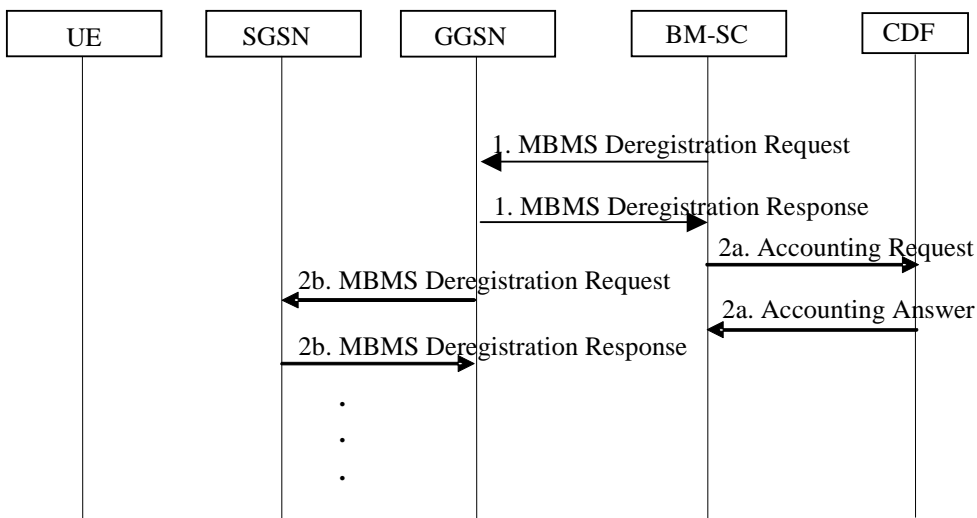 UE
SGSN
GGSN
BM-SC
CDF
1. MBMS Deregistration Request
1. MBMS Deregistration Response
2a. Accounting Request
2b. MBMS Deregistration Request
2a. Accounting Answer
2b. MBMS Deregistration Response